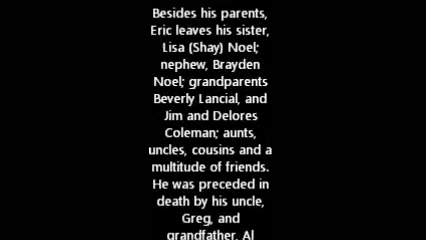 Besides his parents,
Eric leaves his sister,
Lisa (Shay) Noel;
nephew, Brayden
Noel; grandparents
Beverly Lancial, and
Jim and Delores
Coleman; aunts,
uncles, cousins and a
multitude of friends.
He was preceded in
death by his uncle,
Greg, and
grandfather, Al